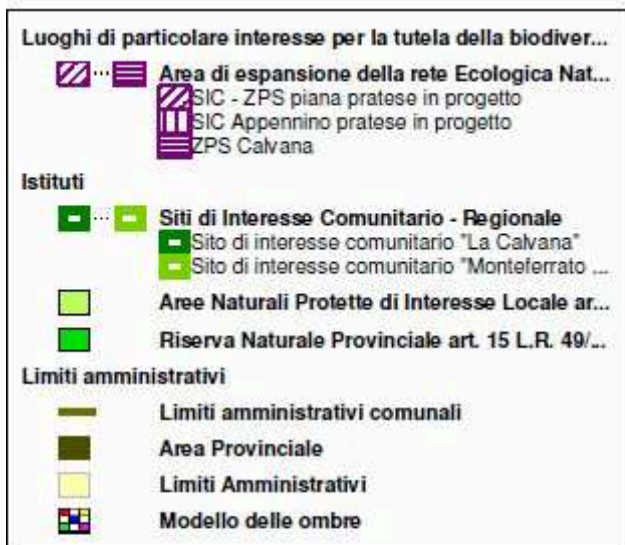 Luoghi di particolare interesse per la tutela della biodiver...
Area di espansione della rete Ecologica Nat...
SIC - ZPS piana pratese in progetto
SIC Appennino pratese in progetto
ZPS Calvana
Istituti
Siti di Interesse Comunitario - Regionale
Sito di interesse comunitario "La Calvana"
Sito di interesse comunitario "Monteferrato ...
Aree Naturali Protette di Interesse Locale ar...
Riserva Naturale Provinciale art. 15 L.R. 49/...
Limiti amministrativi
Limiti amministrativi comunali
Area Provinciale
Limiti Amministrativi
Modello delle ombre